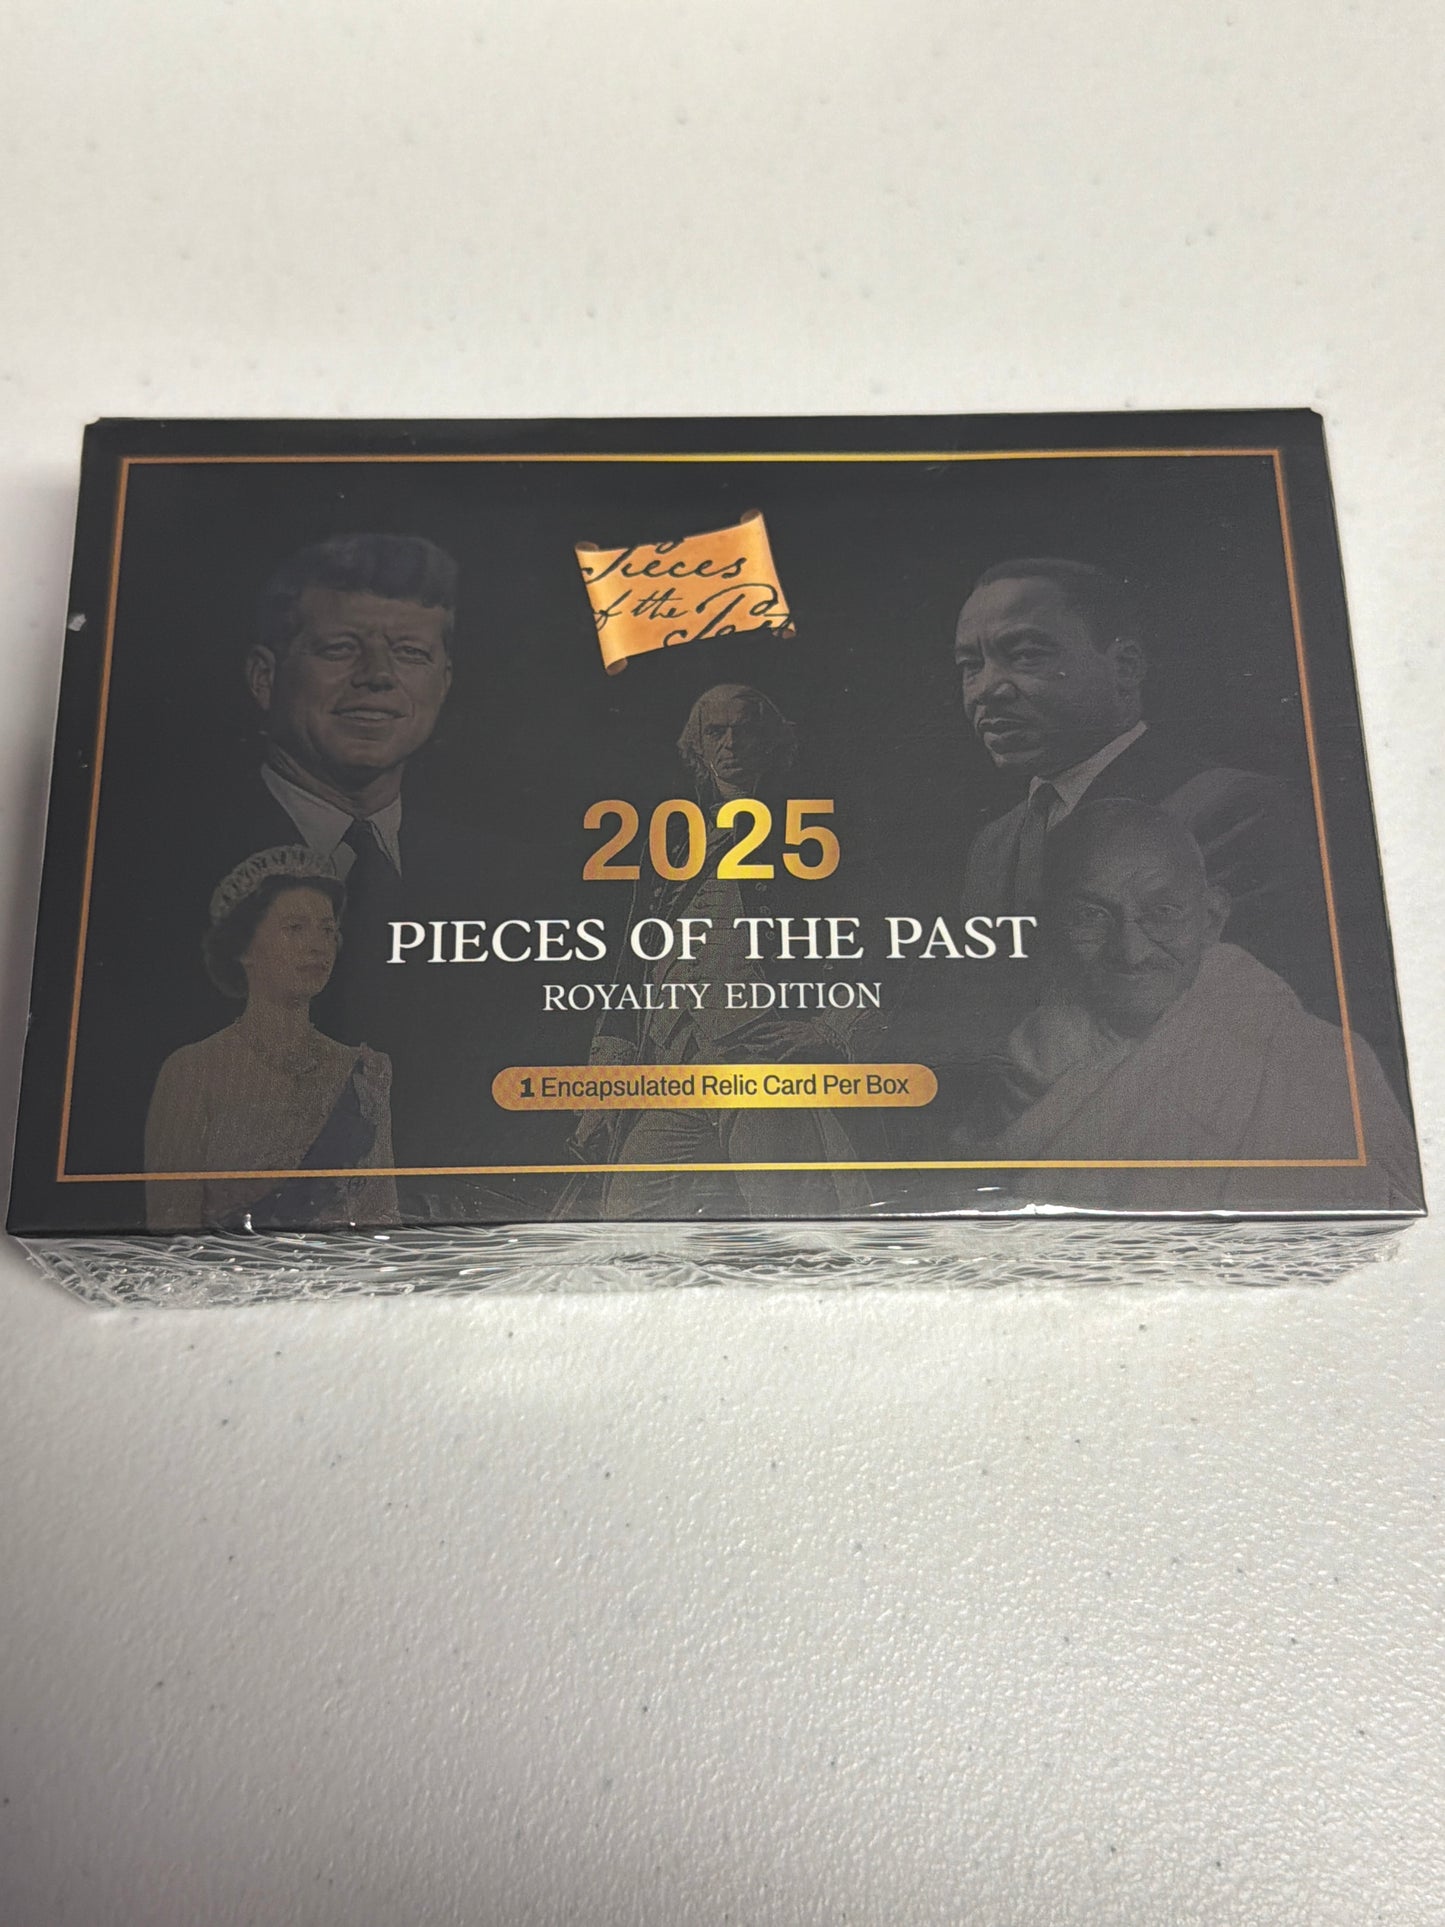 Pieces
of the Past
2025
PIECES OF THE PAST
ROYALTY EDITION
1 Encapsulated Relic Card Per Box